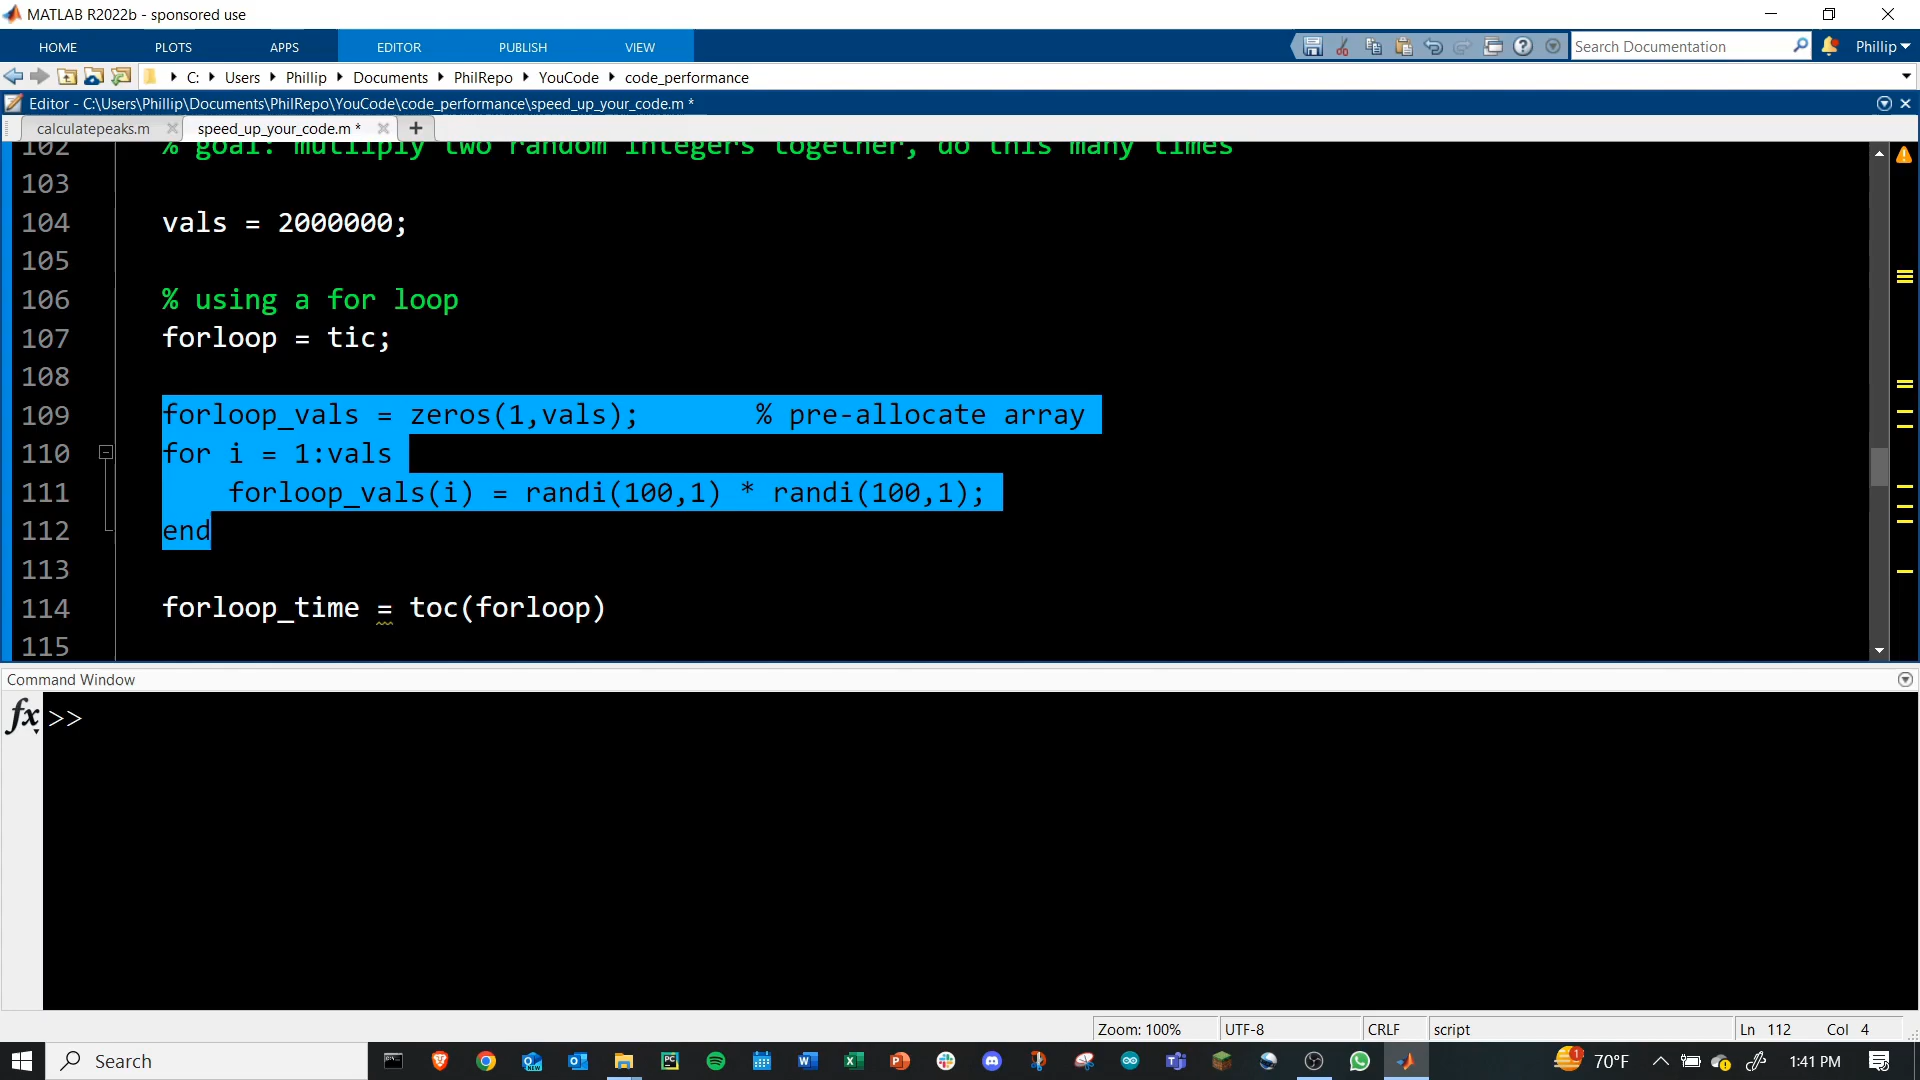 MATLAB R2022b - sponsored use
HOME PLOTS APPS EDITOR PUBLISH VIEW Search Documentation Phillip
C: Users Phillip Documents PhilRepo YouCode code_performance
Editor - C:\Users\Phillip\Documents\PhilRepo\YouCode\code_performance\speed_up_your_code.m *
calculatepeaks.m speed_up_your_code.m * +
102 % goal: mutliply two random integers together, do this many times
103
104 vals = 2000000;
105
106 % using a for loop
107 forloop = tic;
108
109 forloop_vals = zeros(1,vals); % pre-allocate array
110 for i = 1:vals
111 forloop_vals(i) = randi(100,1) * randi(100,1);
112 end
113
114 forloop_time = toc(forloop)
115
Command Window
fx >>
Zoom: 100% UTF-8 CRLF script Ln 112 Col 4
Search 1 70°F 1:41 PM